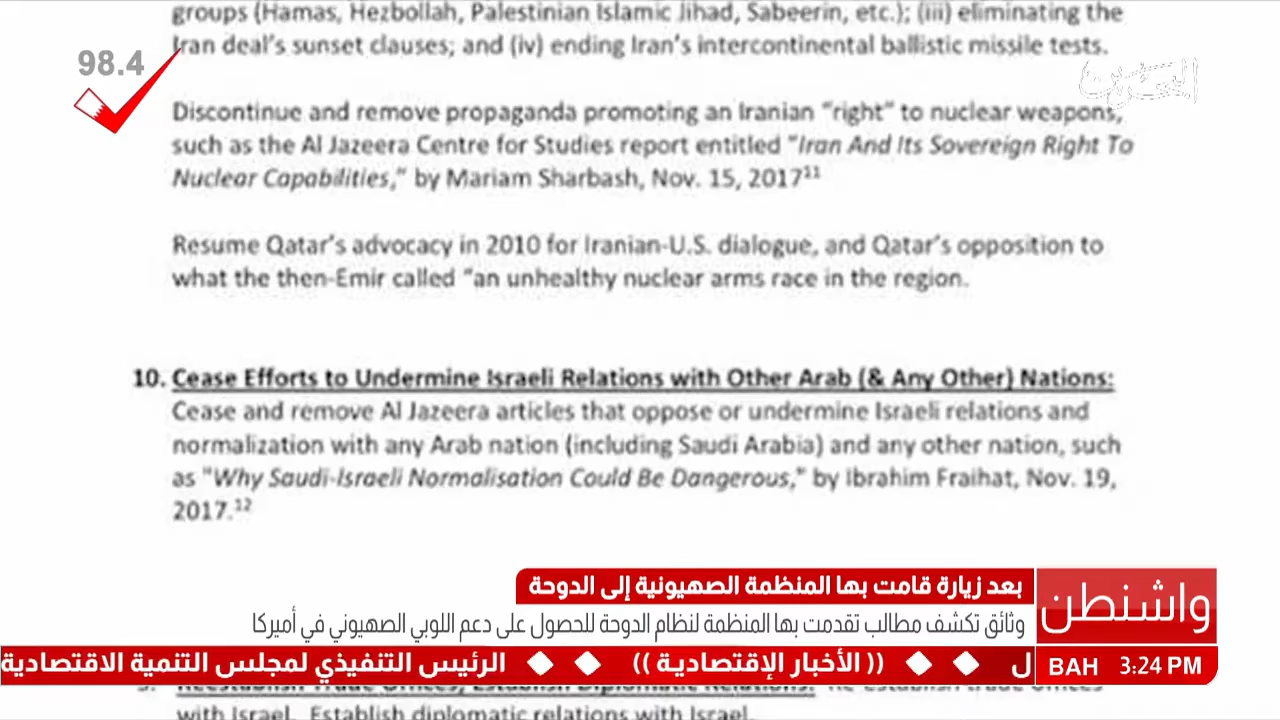 groups (Hamas, Hezbollah, Palestinian Islamic Jihad, Sabeerin, etc.); (iii) eliminating the
Iran deal's sunset clauses; and (iv) ending Iran's intercontinental ballistic missile tests.
98.4
البحرين
Discontinue and remove propaganda promoting an Iranian "right" to nuclear weapons,
such as the Al Jazeera Centre for Studies report entitled "Iran And Its Sovereign Right To
Nuclear Capabilities," by Mariam Sharbash, Nov. 15, 2017¹¹
Resume Qatar's advocacy in 2010 for Iranian-U.S. dialogue, and Qatar's opposition to
what the then-Emir called "an unhealthy nuclear arms race in the region.
10. Cease Efforts to Undermine Israeli Relations with Other Arab (& Any Other) Nations:
Cease and remove Al Jazeera articles that oppose or undermine Israeli relations and
normalization with any Arab nation (including Saudi Arabia) and any other nation, such
as "Why Saudi-Israeli Normalisation Could Be Dangerous," by Ibrahim Fraihat, Nov. 19,
2017.¹²
بعد زيارة قامت بها المنظمة الصهيونية إلى الدوحة
واشنطن
وثائق تكشف مطالب تقدمت بها المنظمة لنظام الدوحة للحصول على دعم اللوبي الصهيوني في أميركا
ل ◆ ◆ (( الأخبار الإقتصادية )) ◆ ◆ الرئيس التنفيذي لمجلس التنمية الاقتصادية
BAH 3:24 PM
Reestablish Trade Offices; Establish Diplomatic Relations:
with Israel. Establish diplomatic relations with Israel.